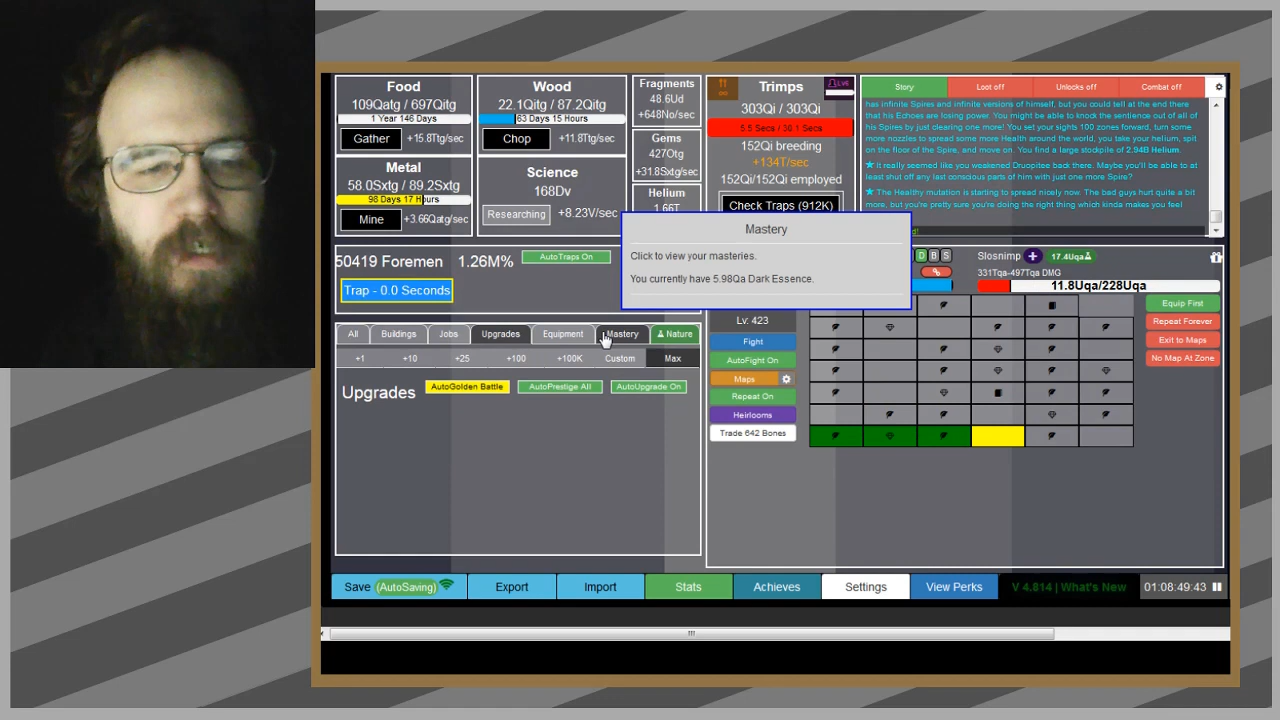 Food
109Qatg / 697Qitg
1 Year 146 Days
Gather
+15.8Ttg/sec
Wood
22.1Qitg / 87.2Qitg
63 Days 15 Hours
Chop
+11.8Ttg/sec
Metal
58.0Sxtg / 89.2Sxtg
98 Days 17 Hours
Mine
+3.66Qatg/sec
Science
168Dv
Researching
+8.23V/sec
Fragments
48.6Ud
+648No/sec
Gems
427Otg
+31.8Sxtg/sec
Helium
1.66T
Trimps
303Qi / 303Qi
5.5 Secs / 30.1 Secs
152Qi breeding
+134T/sec
152Qi/152Qi employed
Check Traps (912K)
Story
Loot off
Unlocks off
Combat off
has infinite Spires and infinite versions of himself, but you could tell at the end there
that his Echoes are losing power. You might be able to knock the sentience out of all of
his Spires by just clearing one more! You set your sights 100 zones forward, turn some
more nozzles to spread some more Health around the world, you take your helium, spit
on the floor of the Spire, and move on. You find a large stockpile of 2.94B Helium.
★ It really seemed like you weakened Druopitee back there. Maybe you'll be able to
at least shut off any last conscious parts of him with just one more Spire?
★ The Healthy mutation is starting to spread nicely now. The bad guys hurt quite a bit
more, but you're pretty sure you're doing the right thing which kinda makes you feel
Mastery
Click to view your masteries.
You currently have 5.98Qa Dark Essence.
50419 Foremen 1.26M%
AutoTraps On
Trap - 0.0 Seconds
All
Buildings
Jobs
Upgrades
Equipment
Mastery
Nature
+1
+10
+25
+100
+100K
Custom
Max
Upgrades
AutoGolden Battle
AutoPrestige All
AutoUpgrade On
D
B
S
Slosnimp
17.4Uqa
331Tqa-497Tqa DMG
11.8Uqa/228Uqa
Lv: 423
Fight
AutoFight On
Maps
Repeat On
Heirlooms
Trade 642 Bones
Equip First
Repeat Forever
Exit to Maps
No Map At Zone
Save (AutoSaving)
Export
Import
Stats
Achieves
Settings
View Perks
V 4.814 | What's New
01:08:49:43